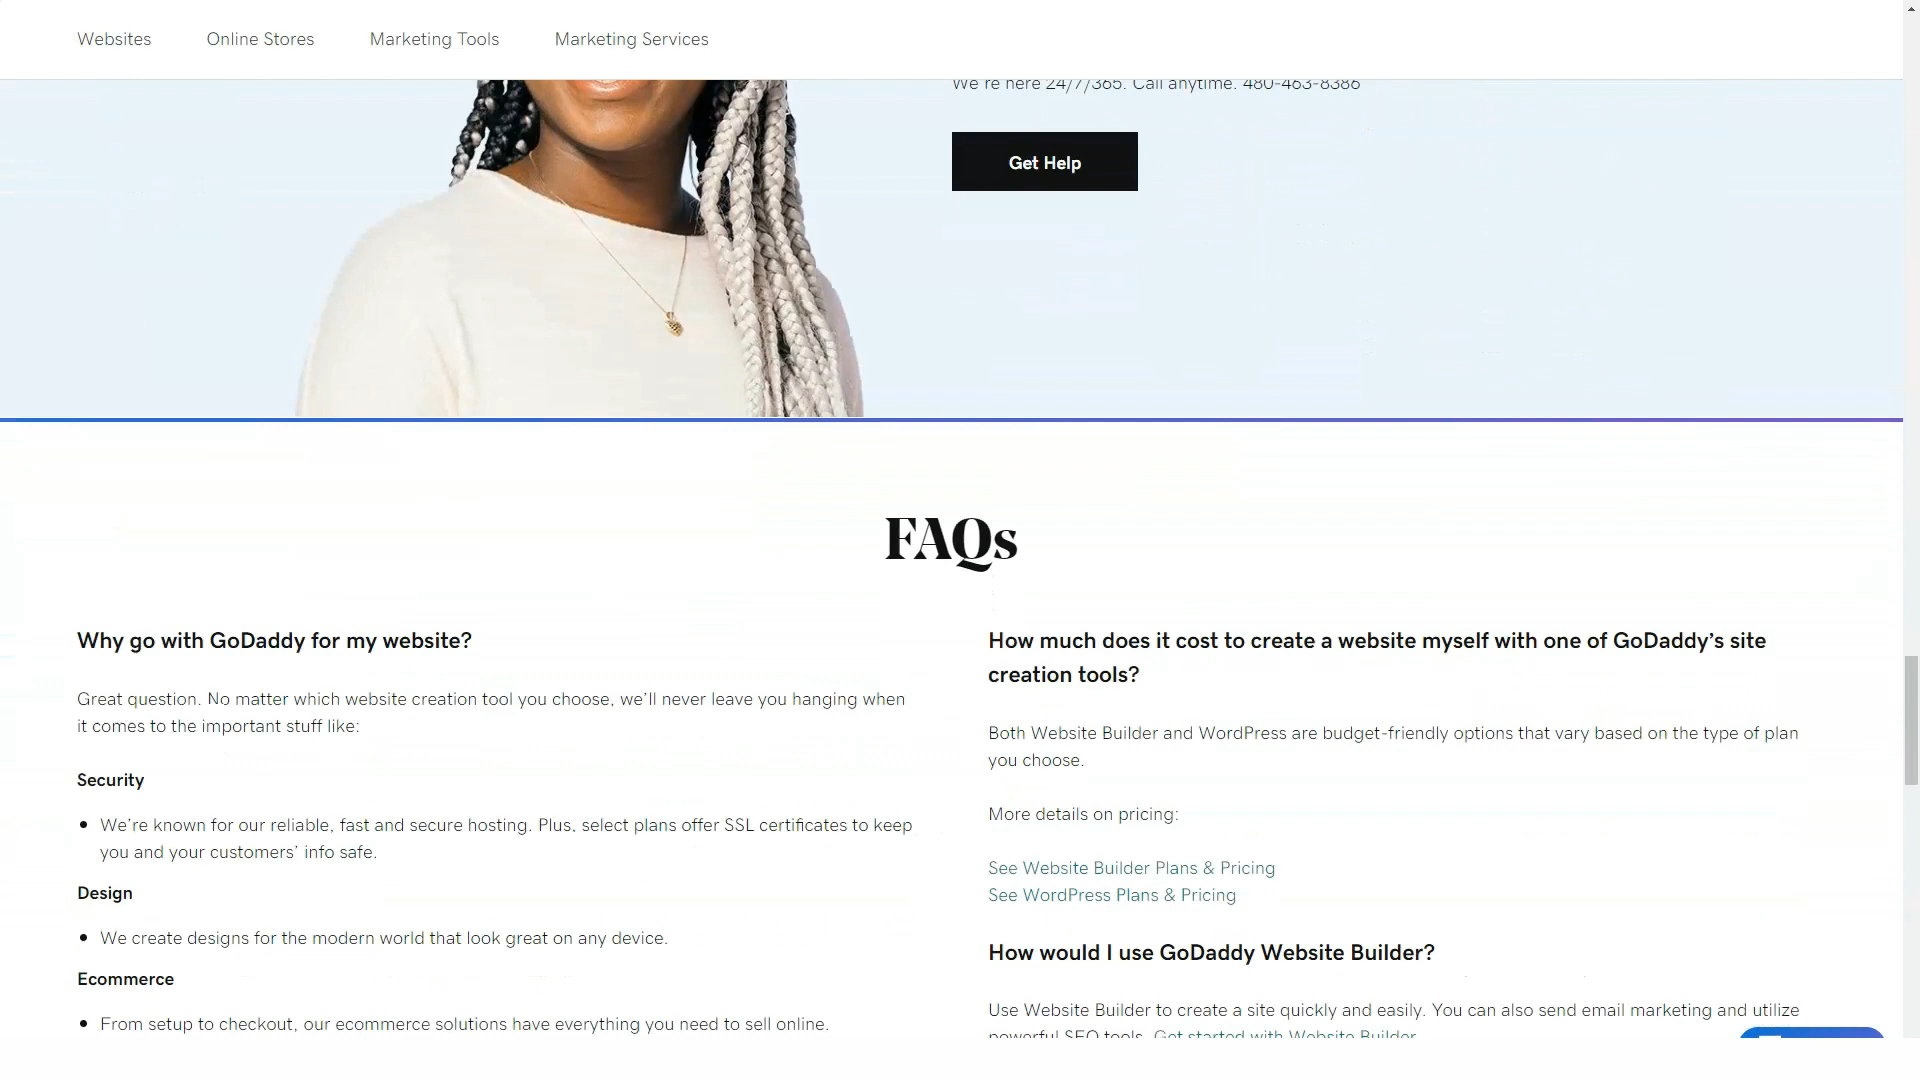 Websites
Online Stores
Marketing Tools
Marketing Services
We're here 24/7/365. Call anytime. 480-463-8386
Get Help
FAQs
Why go with GoDaddy for my website?
Great question. No matter which website creation tool you choose, we'll never leave you hanging when
it comes to the important stuff like:
Security
• We're known for our reliable, fast and secure hosting. Plus, select plans offer SSL certificates to keep
you and your customers' info safe.
Design
• We create designs for the modern world that look great on any device.
Ecommerce
• From setup to checkout, our ecommerce solutions have everything you need to sell online.
How much does it cost to create a website myself with one of GoDaddy's site
creation tools?
Both Website Builder and WordPress are budget-friendly options that vary based on the type of plan
you choose.
More details on pricing:
See Website Builder Plans & Pricing
See WordPress Plans & Pricing
How would I use GoDaddy Website Builder?
Use Website Builder to create a site quickly and easily. You can also send email marketing and utilize
powerful SEO tools. Get started with Website Builder